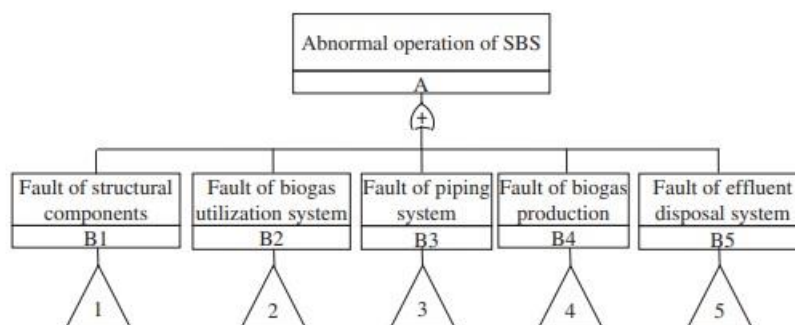 Abnormal operation of SBS
A
+
Fault of structural components
B1
Fault of biogas utilization system
B2
Fault of piping system
B3
Fault of biogas production
B4
Fault of effluent disposal system
B5
1
2
3
4
5